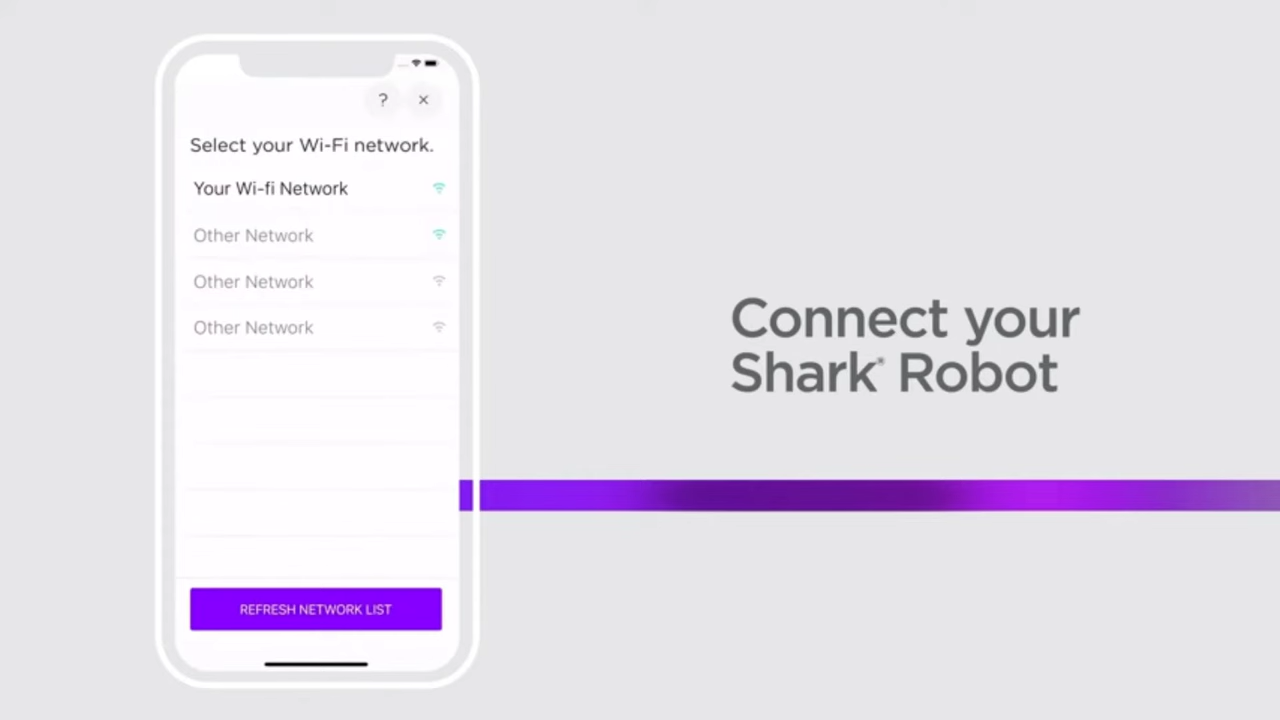 ?
×
Select your Wi-Fi network.
Your Wi-fi Network
Other Network
Other Network
Other Network
REFRESH NETWORK LIST
Connect your
Shark® Robot